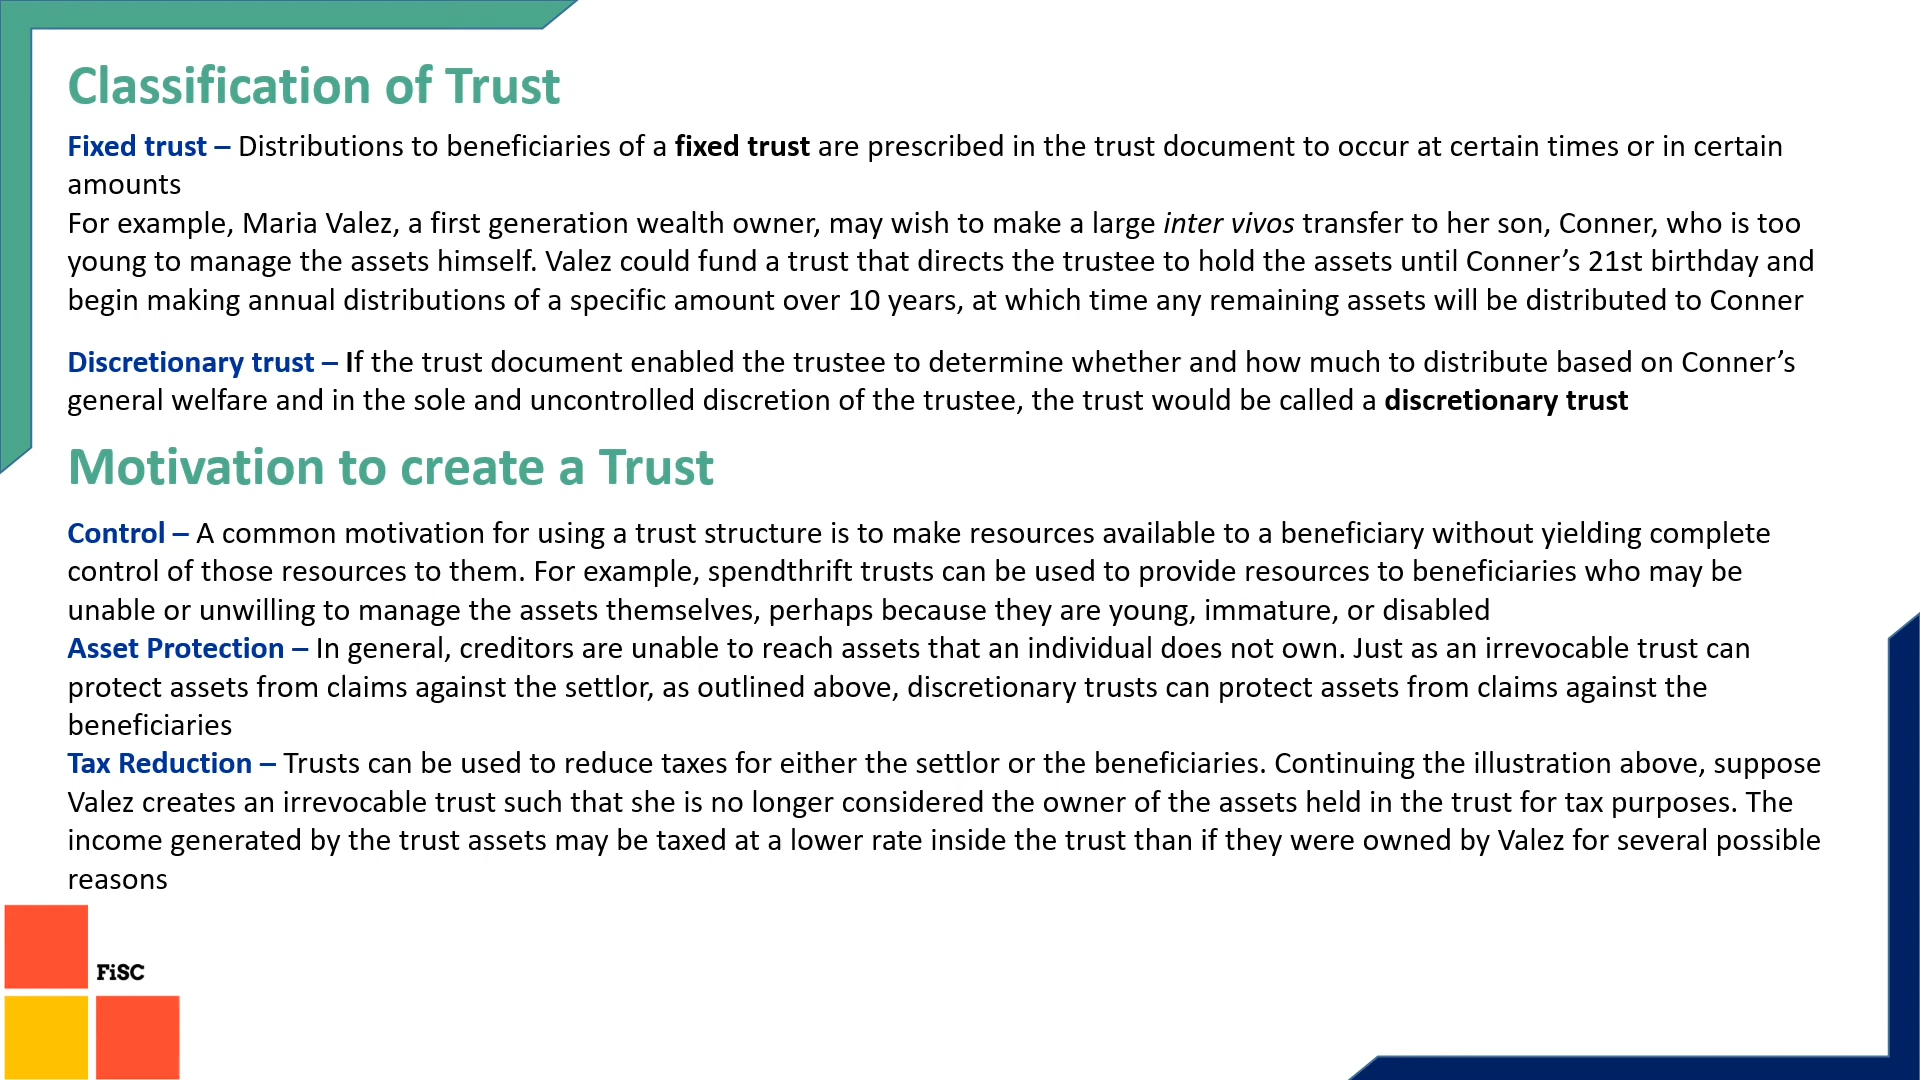 Classification of Trust
Fixed trust – Distributions to beneficiaries of a fixed trust are prescribed in the trust document to occur at certain times or in certain
amounts
For example, Maria Valez, a first generation wealth owner, may wish to make a large inter vivos transfer to her son, Conner, who is too
young to manage the assets himself. Valez could fund a trust that directs the trustee to hold the assets until Conner’s 21st birthday and
begin making annual distributions of a specific amount over 10 years, at which time any remaining assets will be distributed to Conner
Discretionary trust – If the trust document enabled the trustee to determine whether and how much to distribute based on Conner’s
general welfare and in the sole and uncontrolled discretion of the trustee, the trust would be called a discretionary trust
Motivation to create a Trust
Control – A common motivation for using a trust structure is to make resources available to a beneficiary without yielding complete
control of those resources to them. For example, spendthrift trusts can be used to provide resources to beneficiaries who may be
unable or unwilling to manage the assets themselves, perhaps because they are young, immature, or disabled
Asset Protection – In general, creditors are unable to reach assets that an individual does not own. Just as an irrevocable trust can
protect assets from claims against the settlor, as outlined above, discretionary trusts can protect assets from claims against the
beneficiaries
Tax Reduction – Trusts can be used to reduce taxes for either the settlor or the beneficiaries. Continuing the illustration above, suppose
Valez creates an irrevocable trust such that she is no longer considered the owner of the assets held in the trust for tax purposes. The
income generated by the trust assets may be taxed at a lower rate inside the trust than if they were owned by Valez for several possible
reasons
FiSC